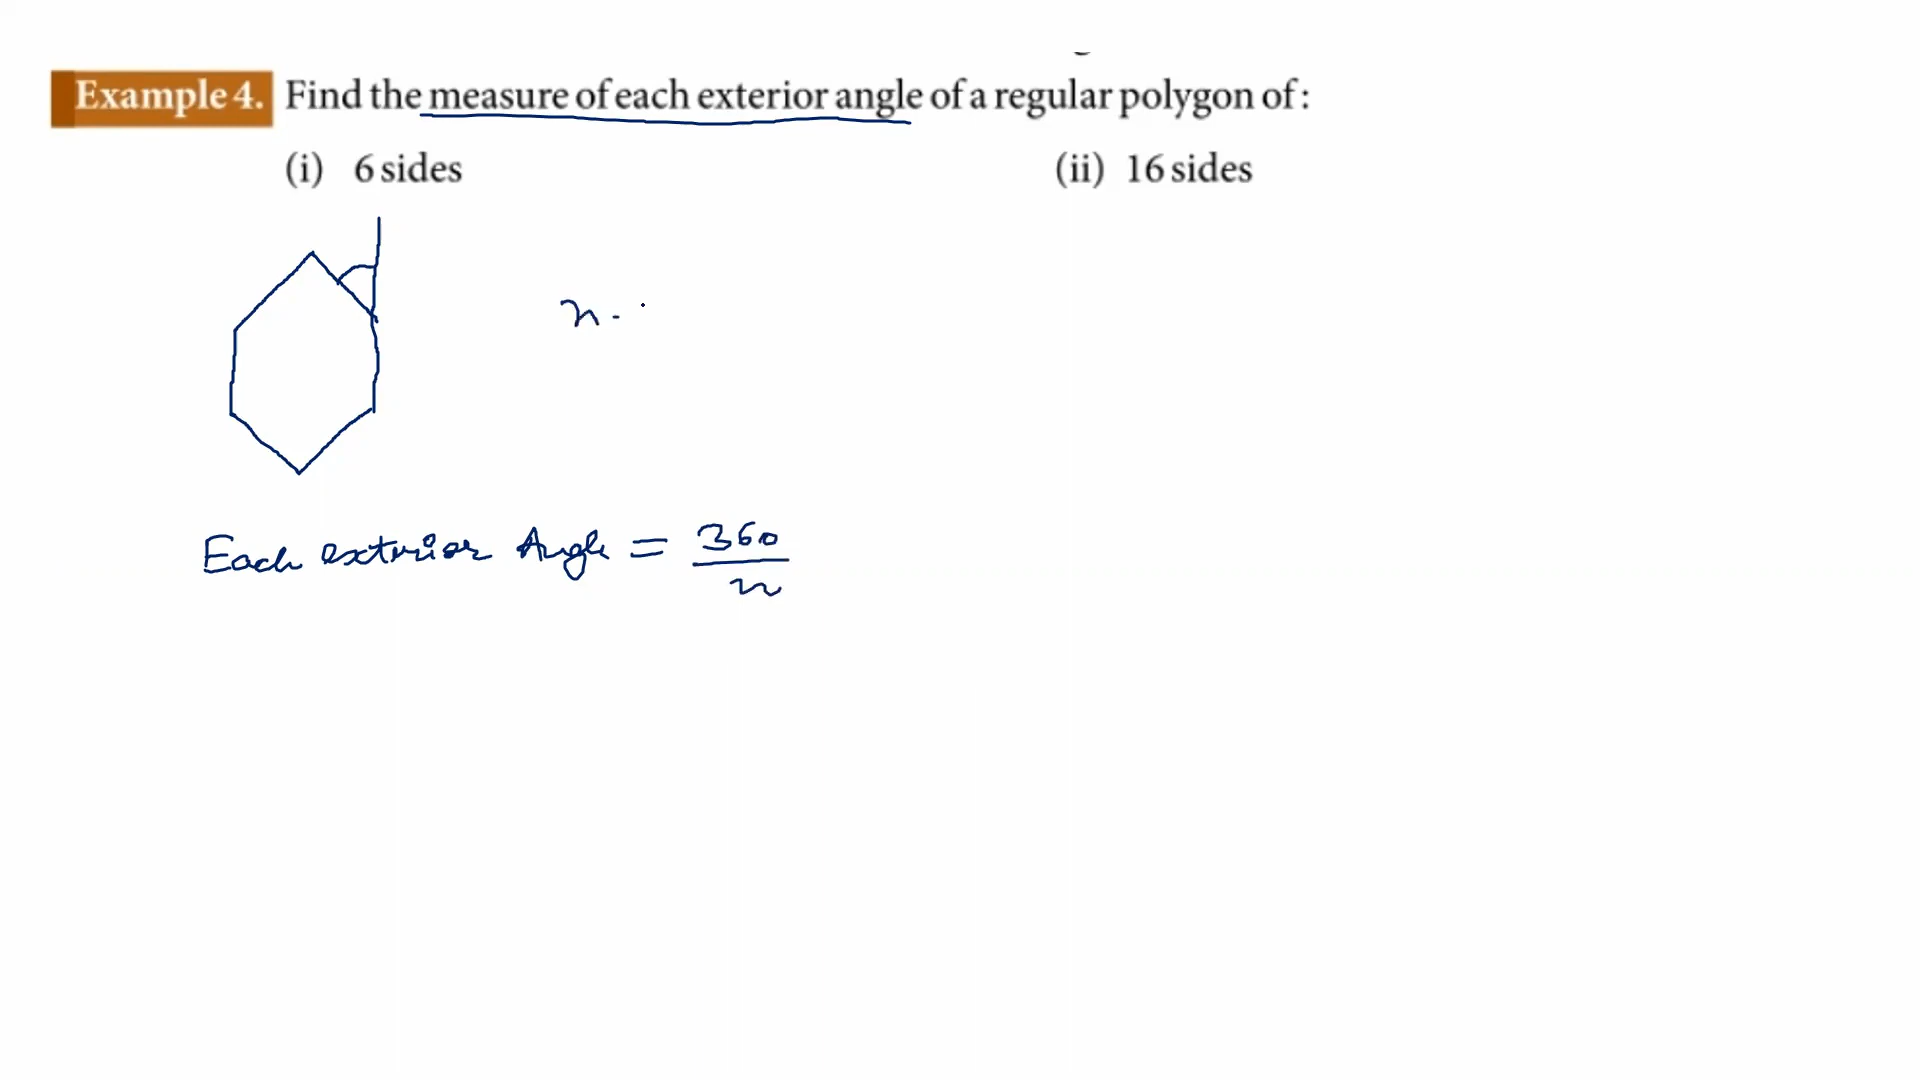 Example 4. Find the measure of each exterior angle of a regular polygon of :
(i) 6 sides (ii) 16 sides
n -
Each exterior Angle = 360
n